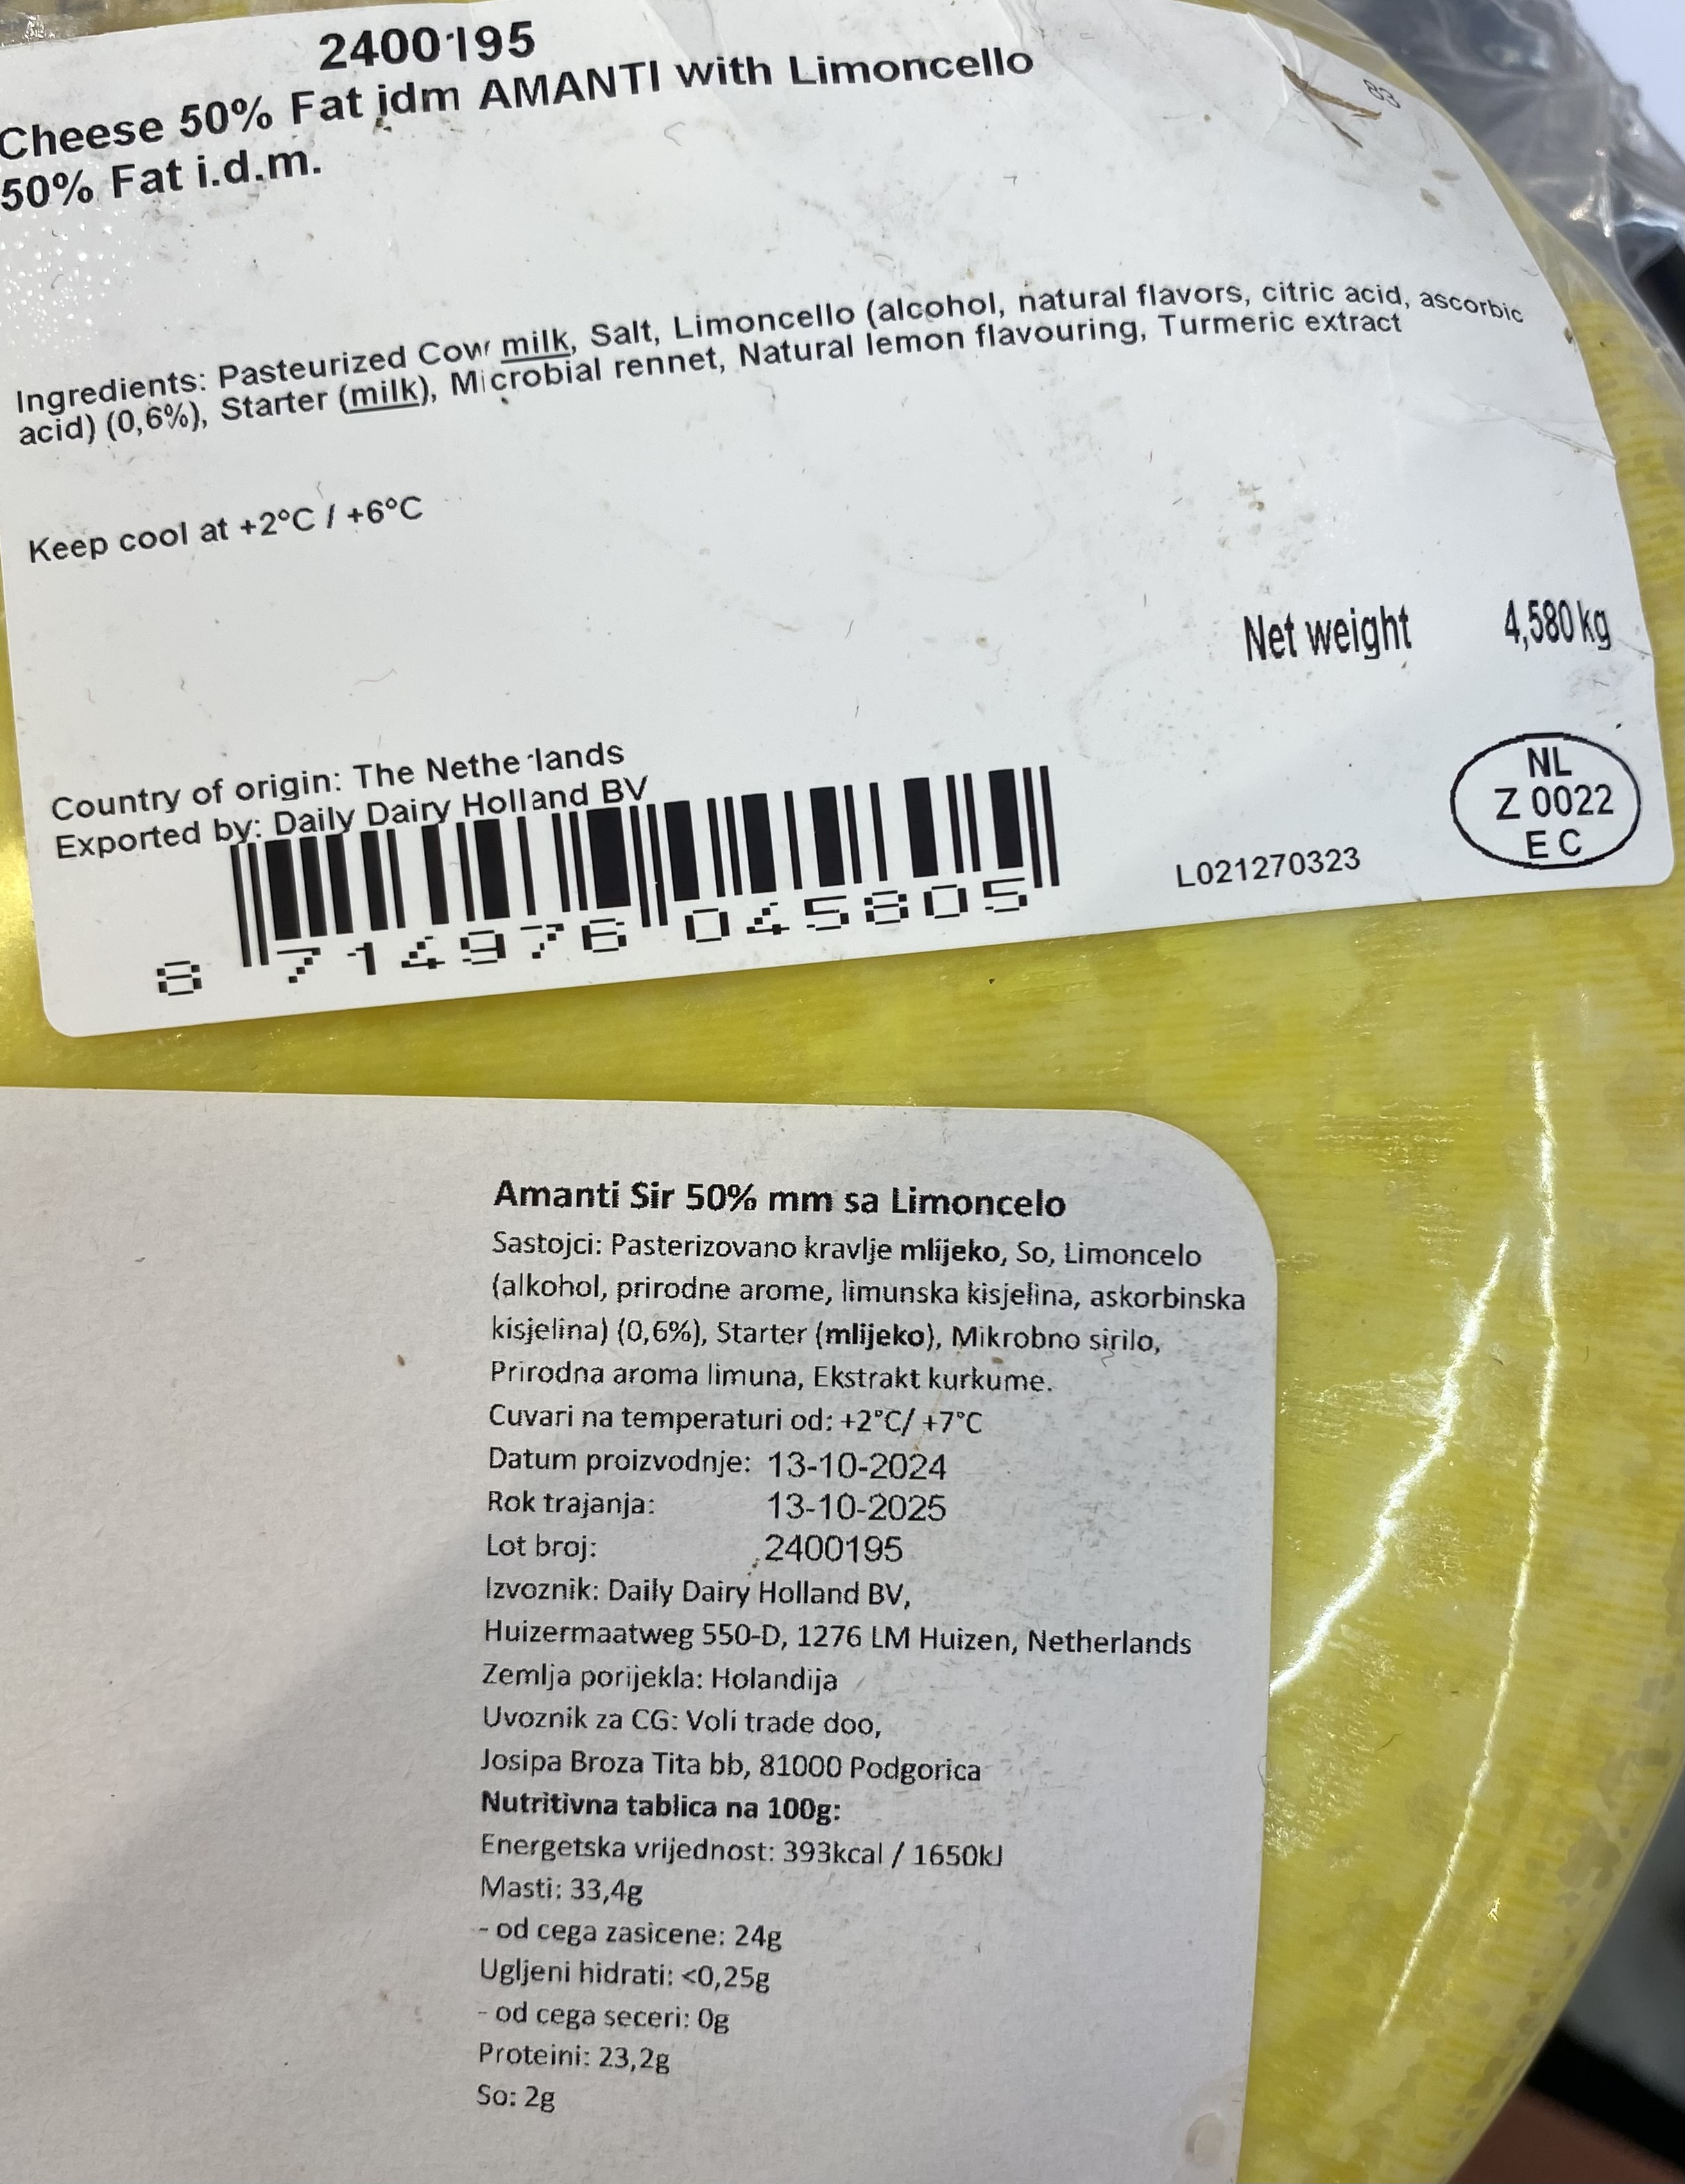 2400195
Cheese 50% Fat idm AMANTI with Limoncello
50% Fat i.d.m.
83
Ingredients: Pasteurized Cow milk, Salt, Limoncello (alcohol, natural flavors, citric acid, ascorbic
acid) (0,6%), Starter (milk), Microbial rennet, Natural lemon flavouring, Turmeric extract
Keep cool at +2°C / +6°C
Net weight 4,580 kg
Country of origin: The Netherlands
Exported by: Daily Dairy Holland BV
8 714976 045805
L021270323
NL
Z 0022
E C
Amanti Sir 50% mm sa Limoncelo
Sastojci: Pasterizovano kravlje mlijeko, So, Limoncelo
(alkohol, prirodne arome, limunska kisjelina, askorbinska
kisjelina) (0,6%), Starter (mlijeko), Mikrobno sirilo,
Prirodna aroma limuna, Ekstrakt kurkume.
Cuvari na temperaturi od: +2°C/ +7°C
Datum proizvodnje: 13-10-2024
Rok trajanja: 13-10-2025
Lot broj: 2400195
Izvoznik: Daily Dairy Holland BV,
Huizermaatweg 550-D, 1276 LM Huizen, Netherlands
Zemlja porijekla: Holandija
Uvoznik za CG: Voli trade doo,
Josipa Broza Tita bb, 81000 Podgorica
Nutritivna tablica na 100g:
Energetska vrijednost: 393kcal / 1650kJ
Masti: 33,4g
- od cega zasicene: 24g
Ugljeni hidrati: <0,25g
- od cega seceri: 0g
Proteini: 23,2g
So: 2g